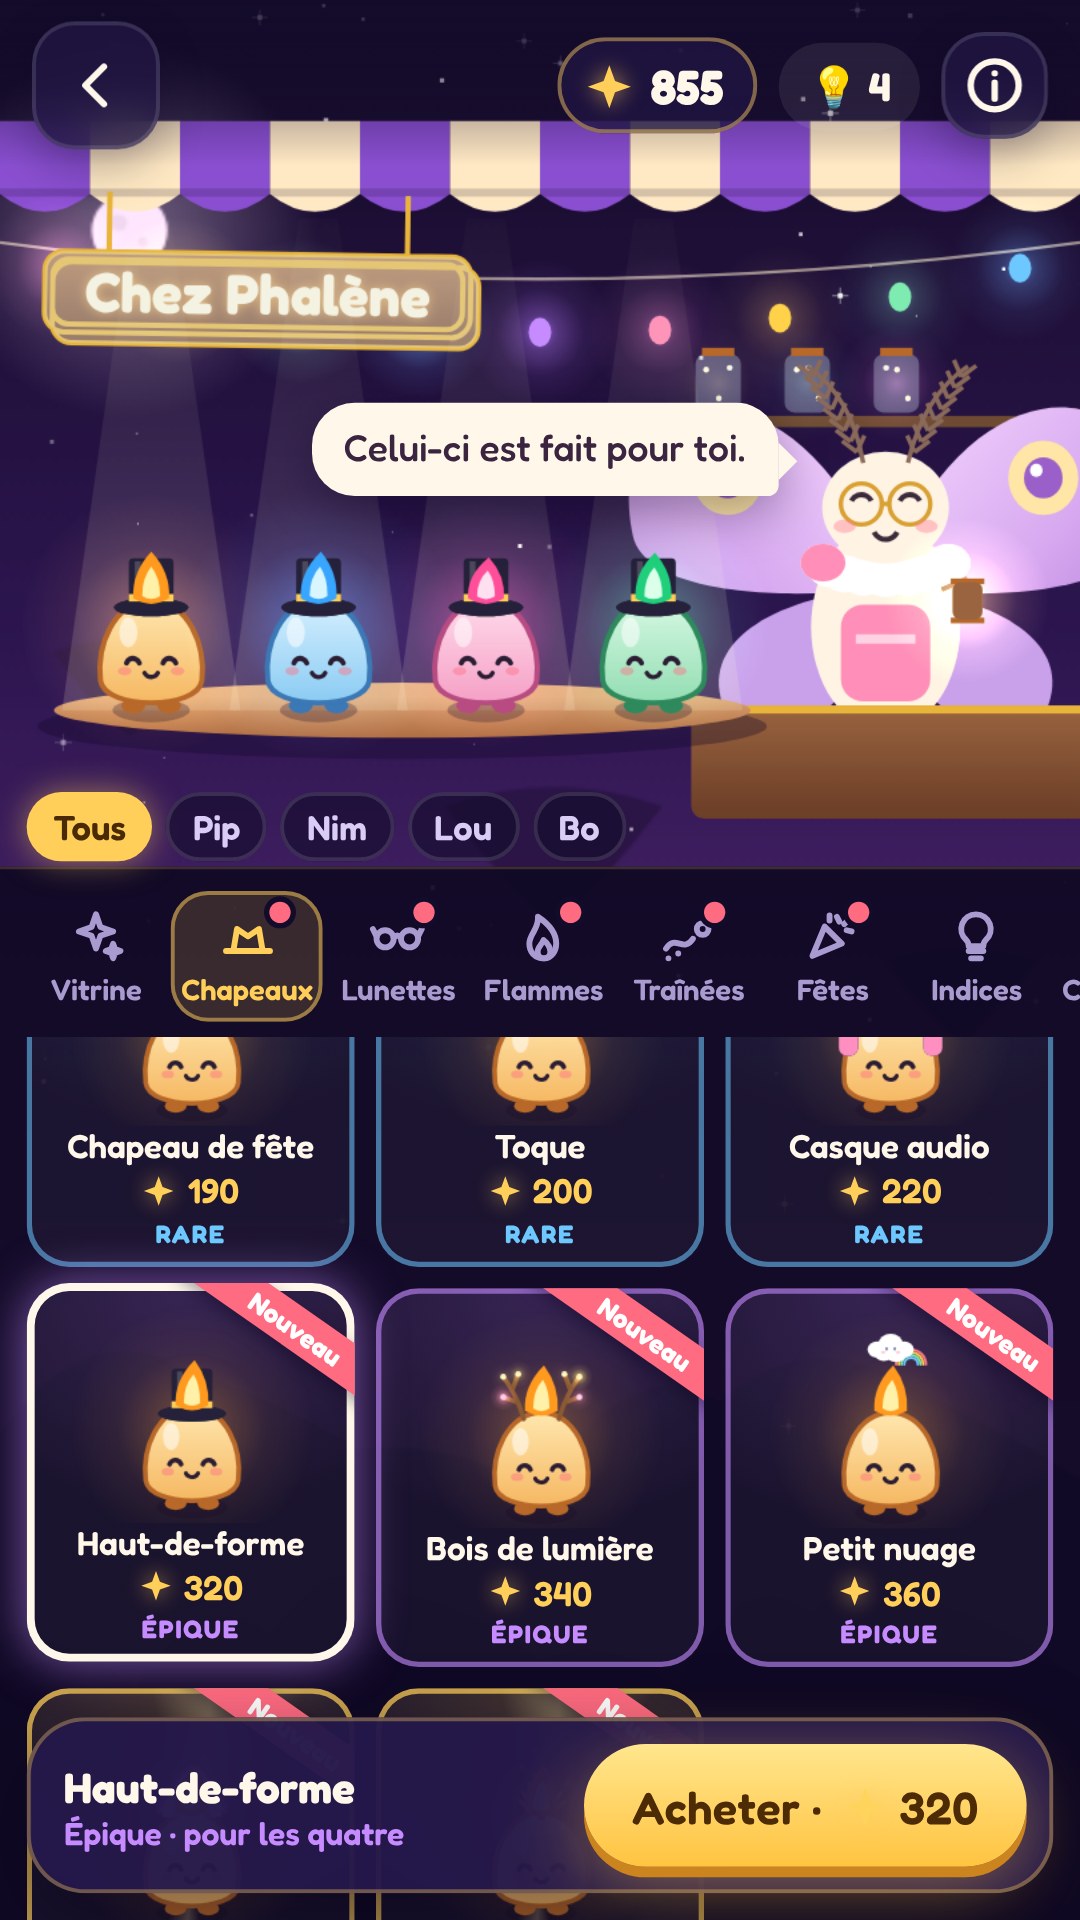 855
4
Chez Phalène
Celui-ci est fait pour toi.
Tous
Pip
Nim
Lou
Bo
Vitrine
Chapeaux
Lunettes
Flammes
Traînées
Fêtes
Indices
C
Chapeau de fête
190
RARE
Toque
200
RARE
Casque audio
220
RARE
Nouveau
Haut-de-forme
320
ÉPIQUE
Nouveau
Bois de lumière
340
ÉPIQUE
Nouveau
Petit nuage
360
ÉPIQUE
Haut-de-forme
Épique · pour les quatre
Acheter · 320